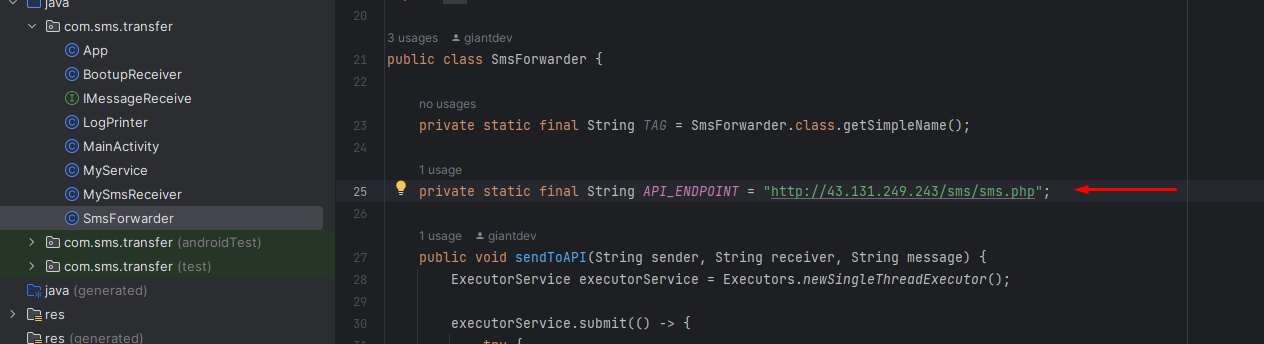 java
com.sms.transfer
App
BootupReceiver
IMessageReceive
LogPrinter
MainActivity
MyService
MySmsReceiver
SmsForwarder
com.sms.transfer (androidTest)
com.sms.transfer (test)
java (generated)
res
res (generated)
20
3 usages giantdev
21 public class SmsForwarder {
22
no usages
23 private static final String TAG = SmsForwarder.class.getSimpleName();
24
1 usage
25 private static final String API_ENDPOINT = "http://43.131.249.243/sms/sms.php";
26
1 usage giantdev
27 public void sendToAPI(String sender, String receiver, String message) {
28 ExecutorService executorService = Executors.newSingleThreadExecutor();
29
30 executorService.submit(() -> {
31 try {